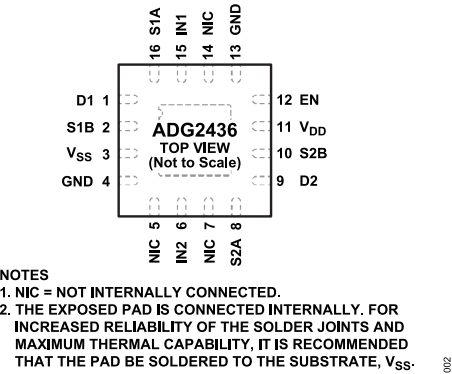 16 S1A
15 IN1
14 NIC
13 GND
D1 1
S1B 2
VSS 3
GND 4
ADG2436
TOP VIEW
(Not to Scale)
12 EN
11 VDD
10 S2B
9 D2
NIC 5
IN2 6
NIC 7
S2A 8
NOTES
1. NIC = NOT INTERNALLY CONNECTED.
2. THE EXPOSED PAD IS CONNECTED INTERNALLY. FOR
INCREASED RELIABILITY OF THE SOLDER JOINTS AND
MAXIMUM THERMAL CAPABILITY, IT IS RECOMMENDED
THAT THE PAD BE SOLDERED TO THE SUBSTRATE, VSS.
002